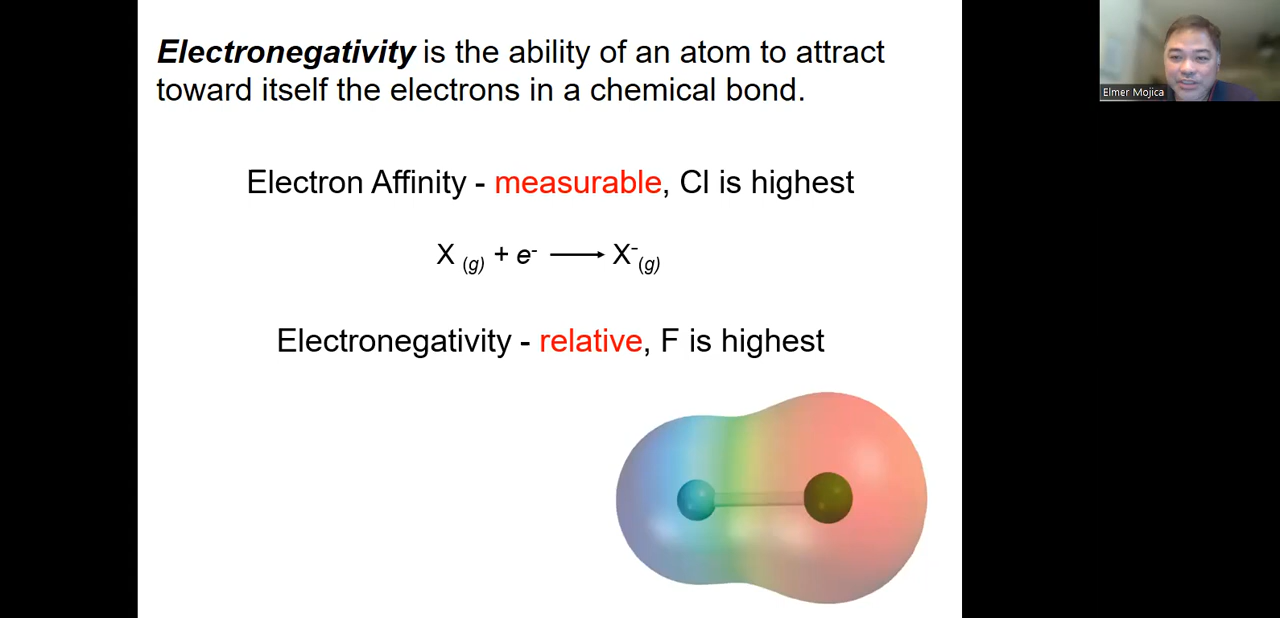 Electronegativity is the ability of an atom to attract
toward itself the electrons in a chemical bond.
Electron Affinity - measurable, Cl is highest
X (g) + e- ⟶ X-(g)
Electronegativity - relative, F is highest
Elmer Mojica